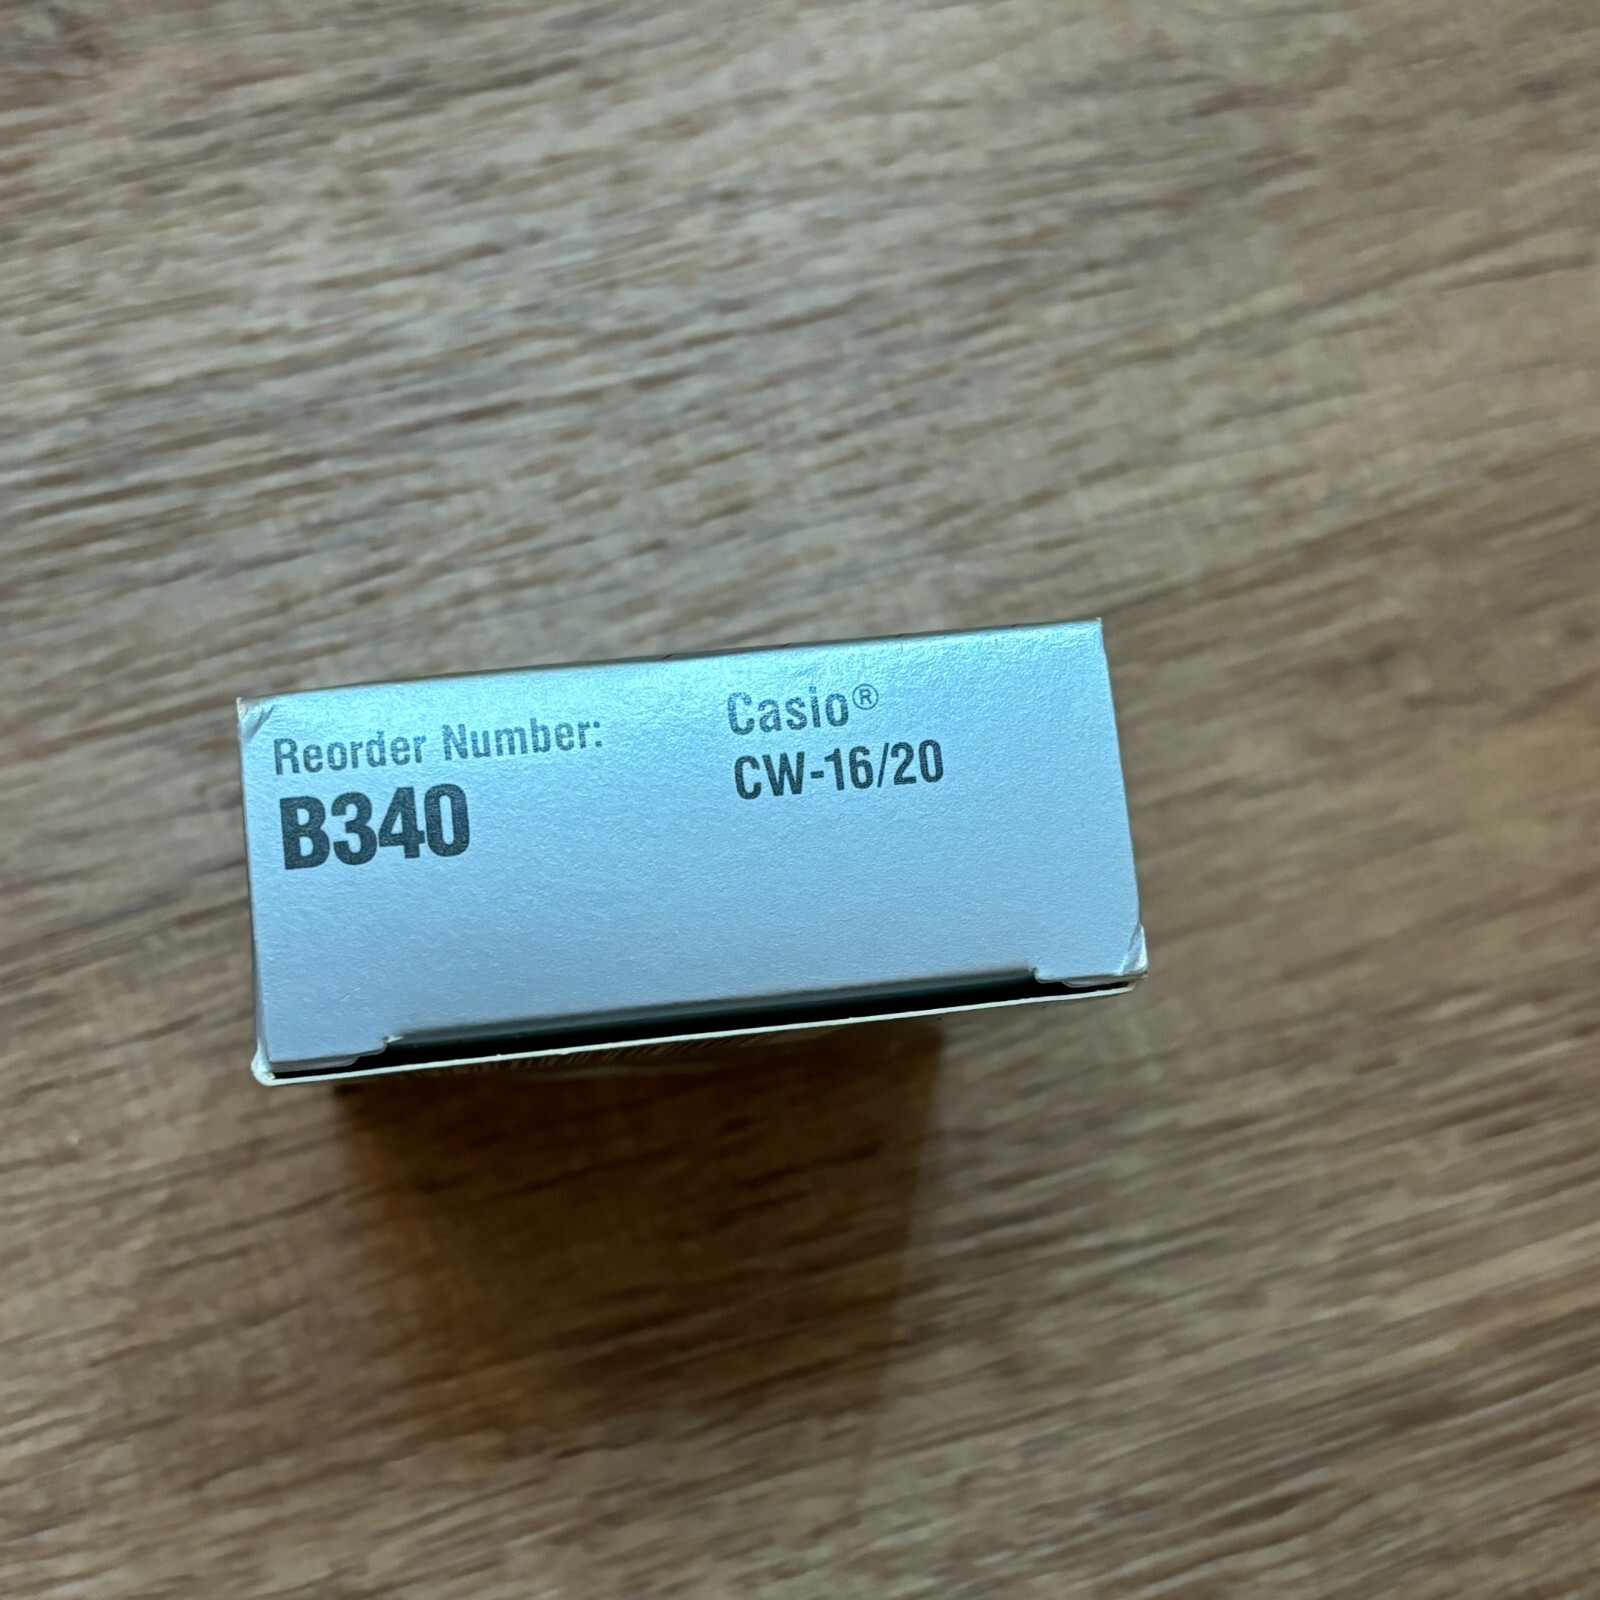 Reorder Number:
B340
Casio®
CW-16/20